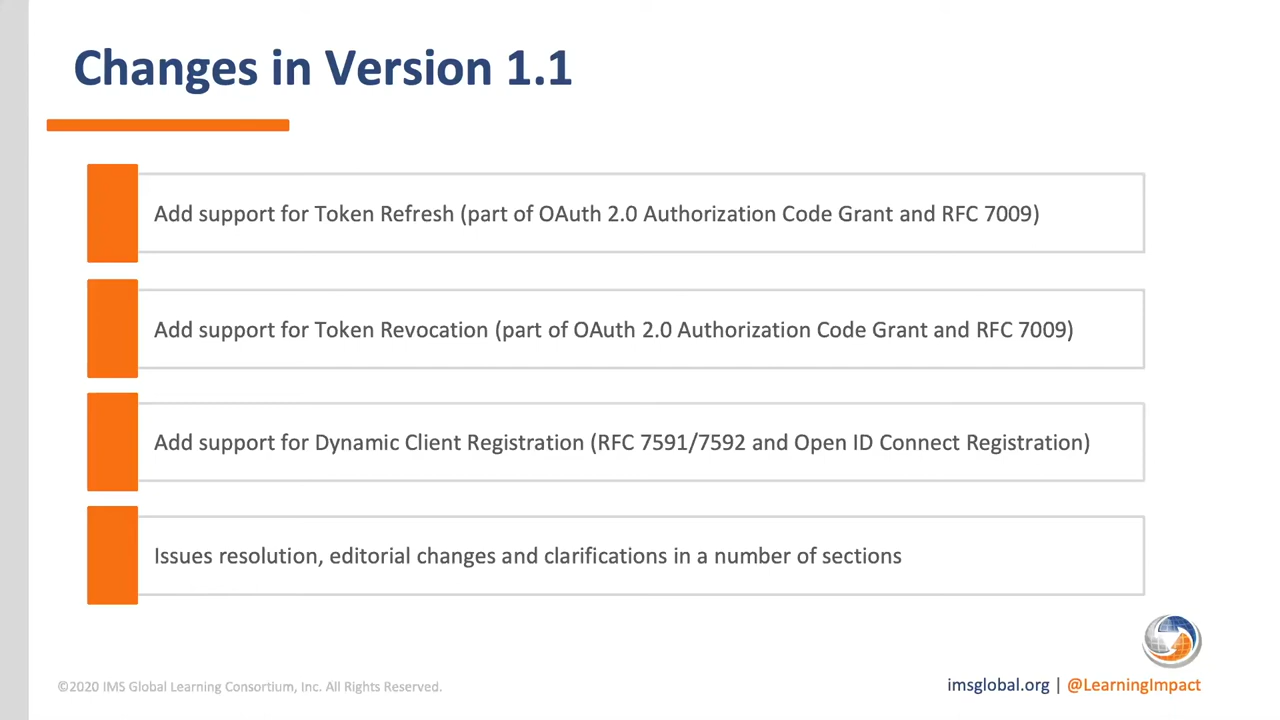 Changes in Version 1.1
Add support for Token Refresh (part of OAuth 2.0 Authorization Code Grant and RFC 7009)
Add support for Token Revocation (part of OAuth 2.0 Authorization Code Grant and RFC 7009)
Add support for Dynamic Client Registration (RFC 7591/7592 and Open ID Connect Registration)
Issues resolution, editorial changes and clarifications in a number of sections
©2020 IMS Global Learning Consortium, Inc. All Rights Reserved.
imsglobal.org | @LearningImpact